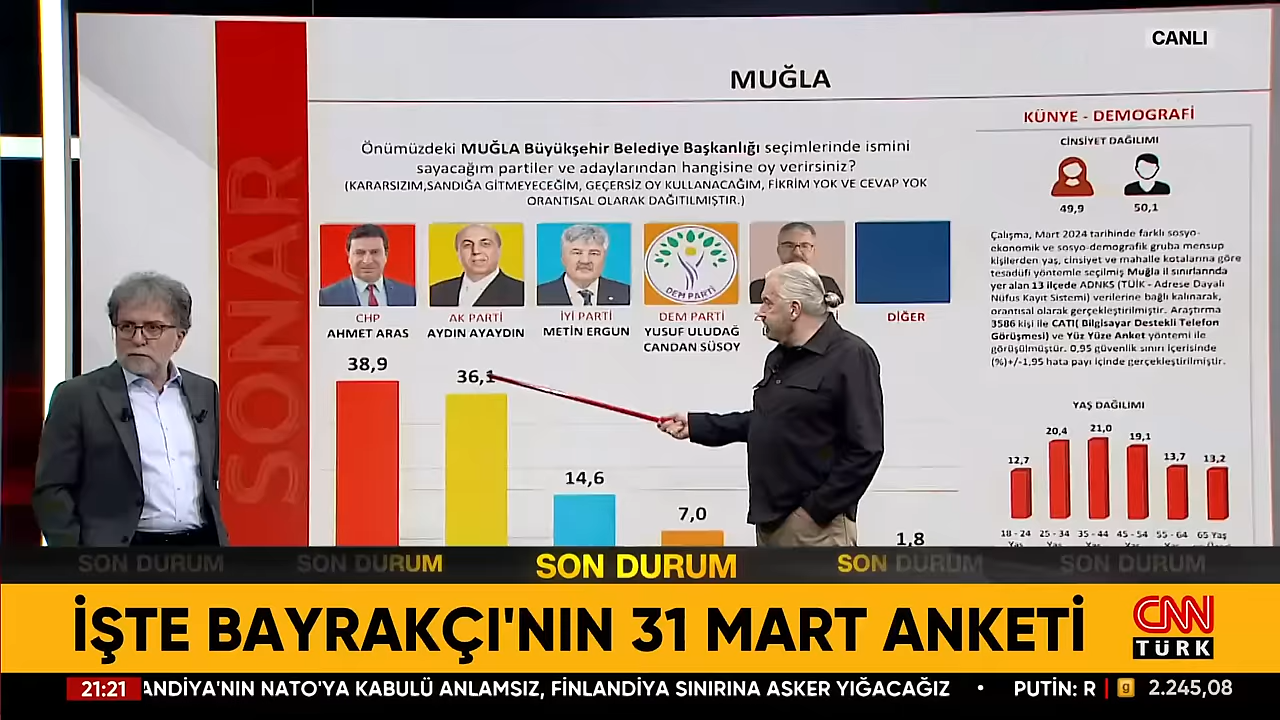 CANLI
MUĞLA
SONAR
Önümüzdeki MUĞLA Büyükşehir Belediye Başkanlığı seçimlerinde ismini
sayacağım partiler ve adaylarından hangisine oy verirsiniz?
(KARARSIZIM,SANDIĞA GİTMEYECEĞİM, GEÇERSİZ OY KULLANACAĞIM, FİKRİM YOK VE CEVAP YOK
ORANTISAL OLARAK DAĞITILMIŞTIR.)
DEM PARTİ
CHP
AHMET ARAS
AK PARTİ
AYDIN AYAYDIN
İYİ PARTİ
METİN ERGUN
DEM PARTİ
YUSUF ULUDAĞ
CANDAN SÜSOY
DİĞER
38,9
36,1
14,6
7,0
1,8
KÜNYE - DEMOGRAFİ
CİNSİYET DAĞILIMI
49,9
50,1
Çalışma, Mart 2024 tarihinde farklı sosyo-
ekonomik ve sosyo-demografik gruba mensup
kişilerden yaş, cinsiyet ve mahalle kotalarına göre
tesadüfi yöntemle seçilmiş Muğla İl sınırlarında
yer alan 13 ilçede ADNKS (TÜİK - Adrese Dayalı
Nüfus Kayıt Sistemi) verilerine bağlı kalınarak,
orantısal olarak gerçekleştirilmiştir. Araştırma
3586 kişi ile CATI( Bilgisayar Destekli Telefon
Görüşmesi) ve Yüz Yüze Anket yöntemi ile
görüşülmüştür. 0,95 güvenlik sınırı içerisinde
(%)+/-1,95 hata payı içinde gerçekleştirilmiştir.
YAŞ DAĞILIMI
12,7
20,4
21,0
19,1
13,7
13,2
18 - 24
25 - 34
35 - 44
45 - 54
55 - 64
65 Yaş
SON DURUM SON DURUM SON DURUM SON DURUM SON DURUM
İŞTE BAYRAKÇI'NIN 31 MART ANKETİ
CNN
TÜRK
21:21
ANDİYA'NIN NATO'YA KABULÜ ANLAMSIZ, FİNLANDİYA SINIRINA ASKER YIĞACAĞIZ • PUTİN: R
g 2.245,08